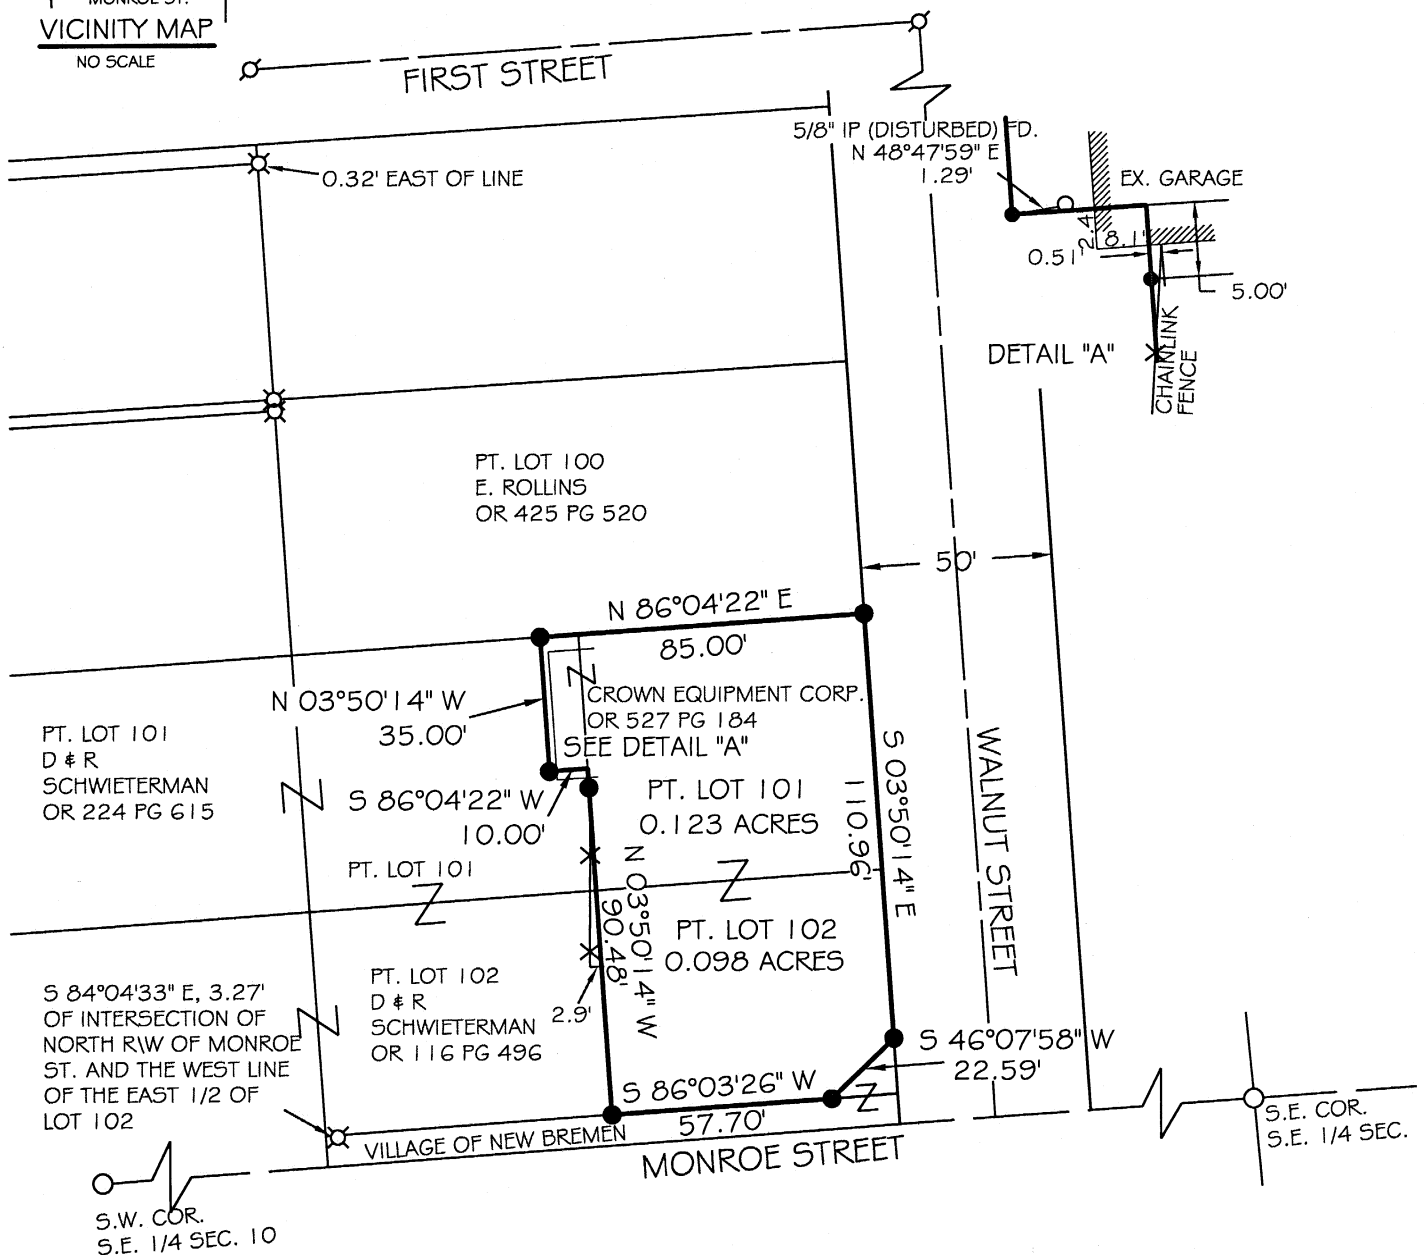 MONROE ST.
VICINITY MAP
NO SCALE
FIRST STREET
5/8" IP (DISTURBED) FD.
N 48°47'59" E
1.29'
0.32' EAST OF LINE
EX. GARAGE
2.4'
8.1'
0.51'
5.00'
DETAIL "A"
CHAINLINK
FENCE
PT. LOT 100
E. ROLLINS
OR 425 PG 520
50'
N 86°04'22" E
85.00'
N 03°50'14" W
35.00'
CROWN EQUIPMENT CORP.
OR 527 PG 184
SEE DETAIL "A"
PT. LOT 101
D & R
SCHWIETERMAN
OR 224 PG 615
S 86°04'22" W
10.00'
PT. LOT 101
0.123 ACRES
S 03°50'14" E
110.96'
WALNUT STREET
PT. LOT 101
N 03°50'14" W
90.48'
PT. LOT 102
0.098 ACRES
PT. LOT 102
D & R
SCHWIETERMAN
OR 116 PG 496
2.9'
S 84°04'33" E, 3.27'
OF INTERSECTION OF
NORTH R\W OF MONROE
ST. AND THE WEST LINE
OF THE EAST 1/2 OF
LOT 102
S 46°07'58" W
22.59'
S 86°03'26" W
57.70'
VILLAGE OF NEW BREMEN
MONROE STREET
S.E. COR.
S.E. 1/4 SEC.
S.W. COR.
S.E. 1/4 SEC. 10